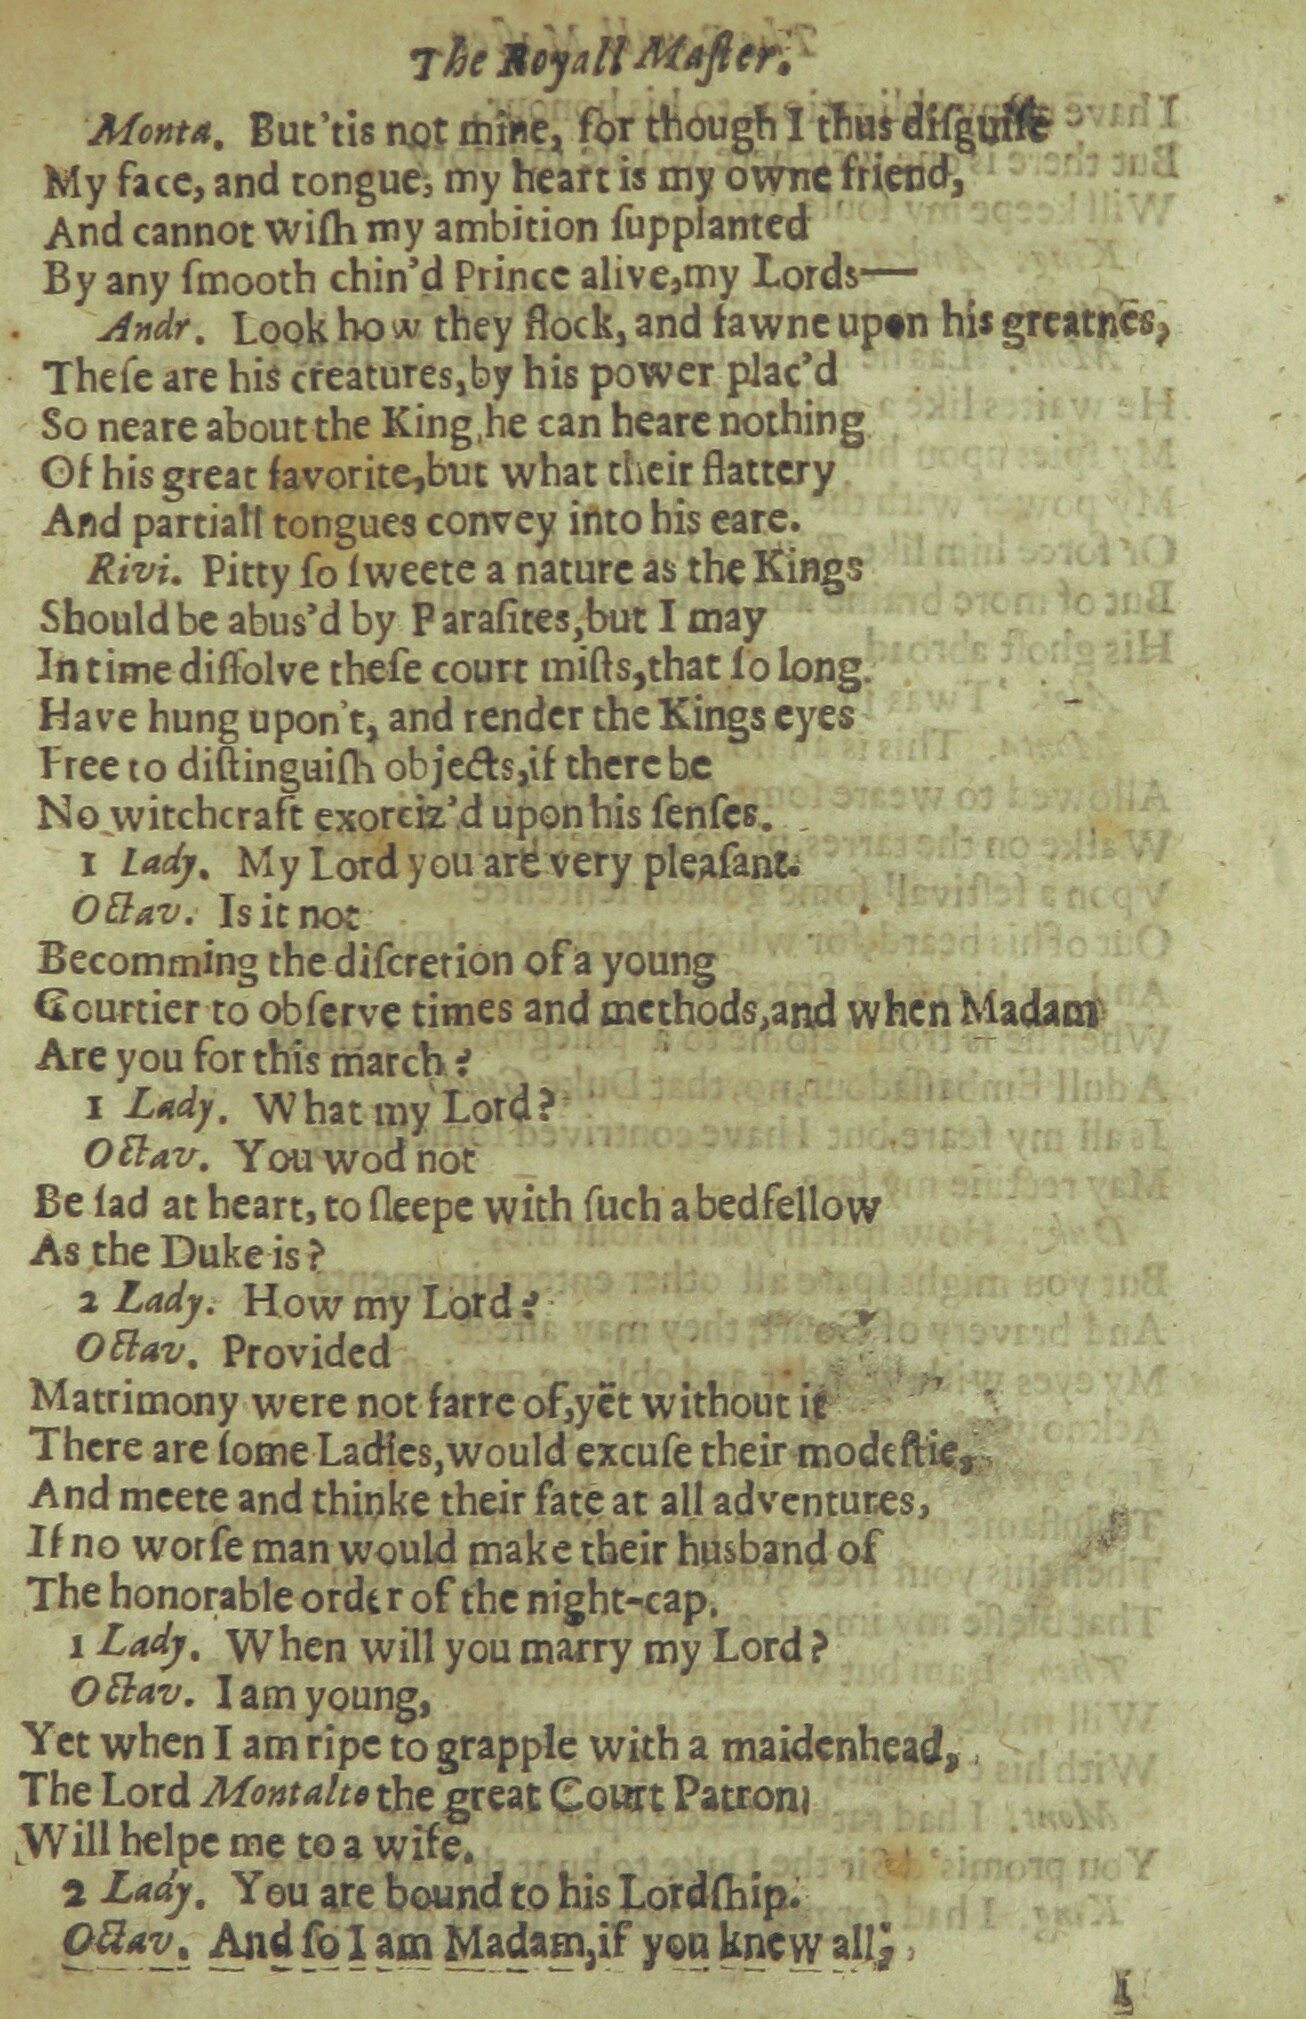 The Royall Maſter.
Monta. But 'tis not mine, for though I thus diſguiſe
My face, and tongue, my heart is my owne friend,
And cannot wiſh my ambition ſupplanted
By any ſmooth chin'd Prince alive,my Lords—
Andr. Look how they flock, and fawne upon his greatnes,
Theſe are his creatures,by his power plac'd
So neare about the King,he can heare nothing
Of his great favorite,but what their flattery
And partiall tongues convey into his eare.
Rivi. Pitty ſo ſweete a nature as the Kings
Should be abus'd by Paraſites,but I may
In time diſſolve theſe court miſts,that ſo long.
Have hung upon't, and render the Kings eyes
Free to diſtinguiſh objects,if there be
No witchcraft exorciz'd upon his ſenſes.
1 Lady. My Lord you are very pleaſant.
Octav. Is it not
Becomming the diſcretion of a young
Courtier to obſerve times and methods,and when Madam
Are you for this march?
1 Lady. What my Lord?
Octav. You wod not
Be ſad at heart, to ſleepe with ſuch a bedfellow
As the Duke is?
2 Lady. How my Lord?
Octav. Provided
Matrimony were not farre of,yet without it
There are ſome Ladies,would excuſe their modeſtie,
And meete and thinke their fate at all adventures,
If no worſe man would make their husband of
The honorable order of the night-cap.
1 Lady. When will you marry my Lord?
Octav. I am young,
Yet when I am ripe to grapple with a maidenhead,
The Lord Montalto the great Court Patron
Will helpe me to a wife.
2 Lady. You are bound to his Lordſhip.
Octav. And ſo I am Madam,if you knew all;
I